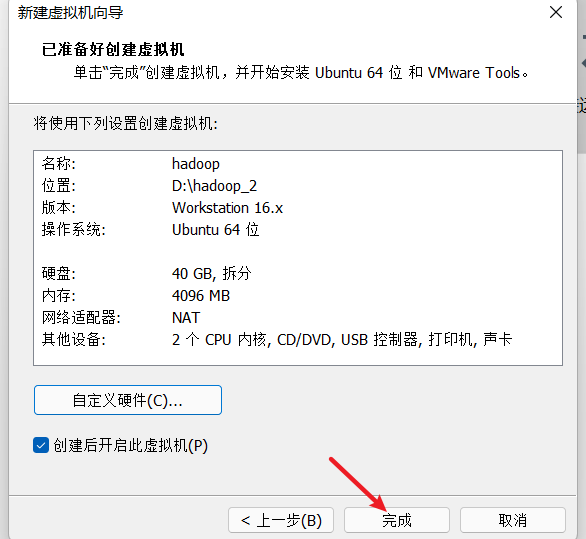 新建虚拟机向导
已准备好创建虚拟机
单击“完成”创建虚拟机，并开始安装 Ubuntu 64 位 和 VMware Tools。
将使用下列设置创建虚拟机:
名称: hadoop
位置: D:\hadoop_2
版本: Workstation 16.x
操作系统: Ubuntu 64 位
硬盘: 40 GB, 拆分
内存: 4096 MB
网络适配器: NAT
其他设备: 2 个 CPU 内核, CD/DVD, USB 控制器, 打印机, 声卡
自定义硬件(C)...
创建后开启此虚拟机(P)
< 上一步(B) 完成 取消